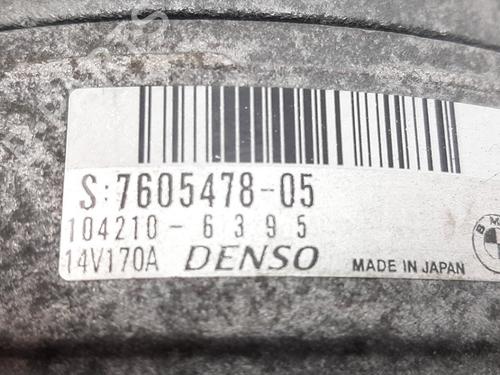 S:7605478-05
104210-6395
14V170A DENSO MADE IN JAPAN
B M